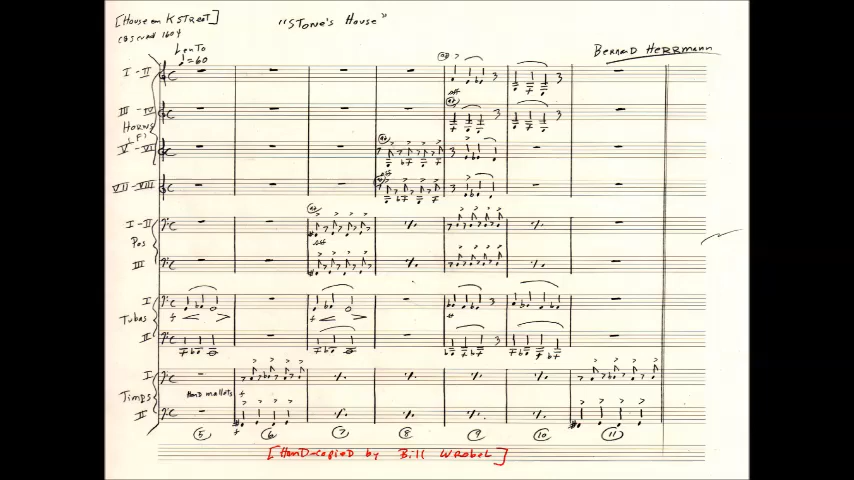 [House on K STREET]
"STONE'S House"
CBS cue# 1604
LenTo
♩=60
Bernard HERRMANN
I-II
III-IV
HORNS
(F)
V-VI
VII-VIII
I-II
Pos
III
I
Tubas
II
I
Hard mallets
Timps
II
5 6 7 8 9 10 11
[HanD-copied by Bill Wrobel]